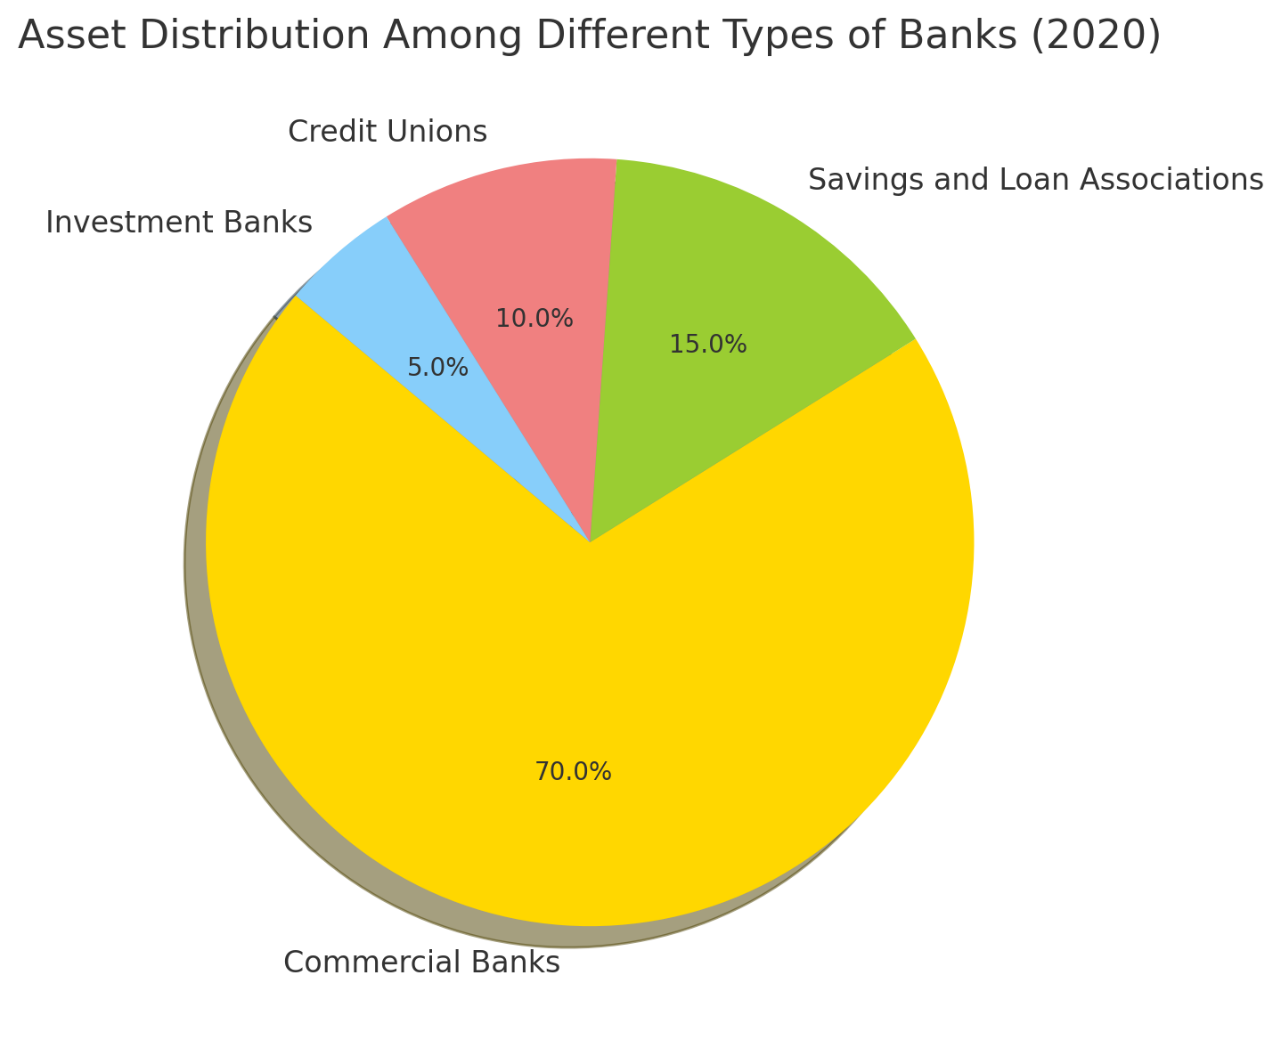 Asset Distribution Among Different Types of Banks (2020)
Credit Unions
Savings and Loan Associations
Investment Banks
10.0%
15.0%
5.0%
70.0%
Commercial Banks